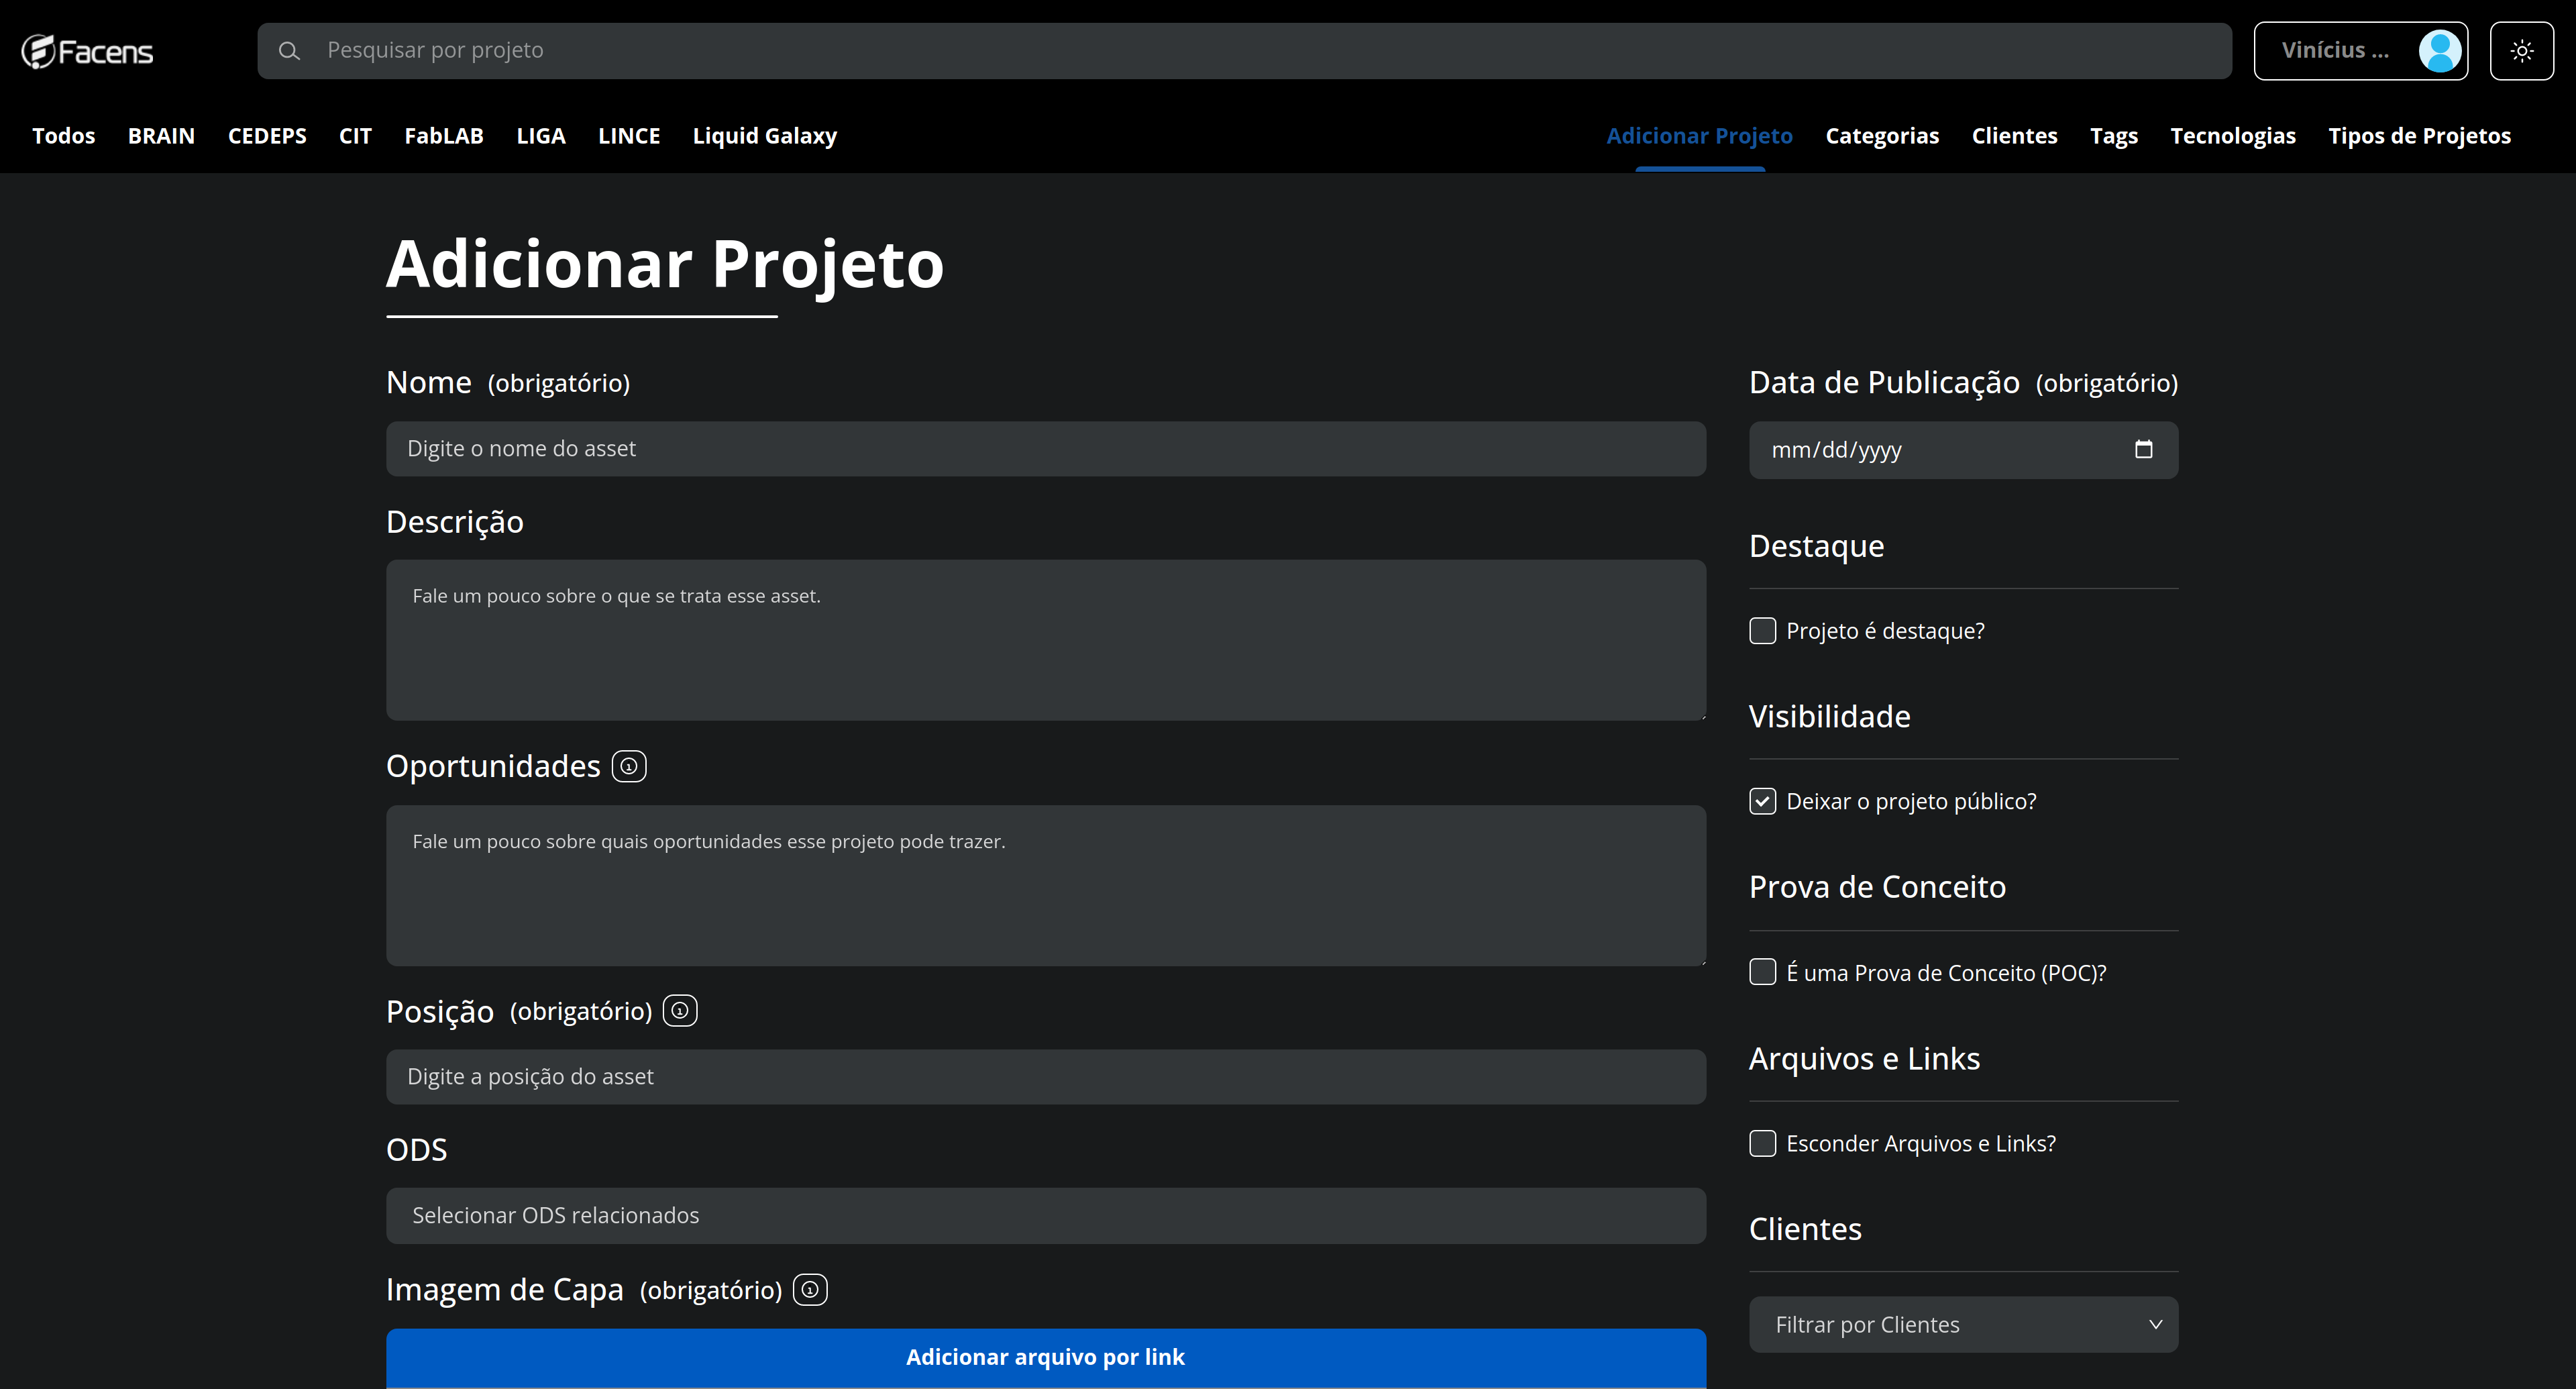 Facens
Pesquisar por projeto
Vinícius ...
Todos BRAIN CEDEPS CIT FabLAB LIGA LINCE Liquid Galaxy
Adicionar Projeto Categorias Clientes Tags Tecnologias Tipos de Projetos
Adicionar Projeto
Nome (obrigatório)
Digite o nome do asset
Descrição
Fale um pouco sobre o que se trata esse asset.
Oportunidades
Fale um pouco sobre quais oportunidades esse projeto pode trazer.
Posição (obrigatório)
Digite a posição do asset
ODS
Selecionar ODS relacionados
Imagem de Capa (obrigatório)
Adicionar arquivo por link
Data de Publicação (obrigatório)
mm/dd/yyyy
Destaque
Projeto é destaque?
Visibilidade
Deixar o projeto público?
Prova de Conceito
É uma Prova de Conceito (POC)?
Arquivos e Links
Esconder Arquivos e Links?
Clientes
Filtrar por Clientes